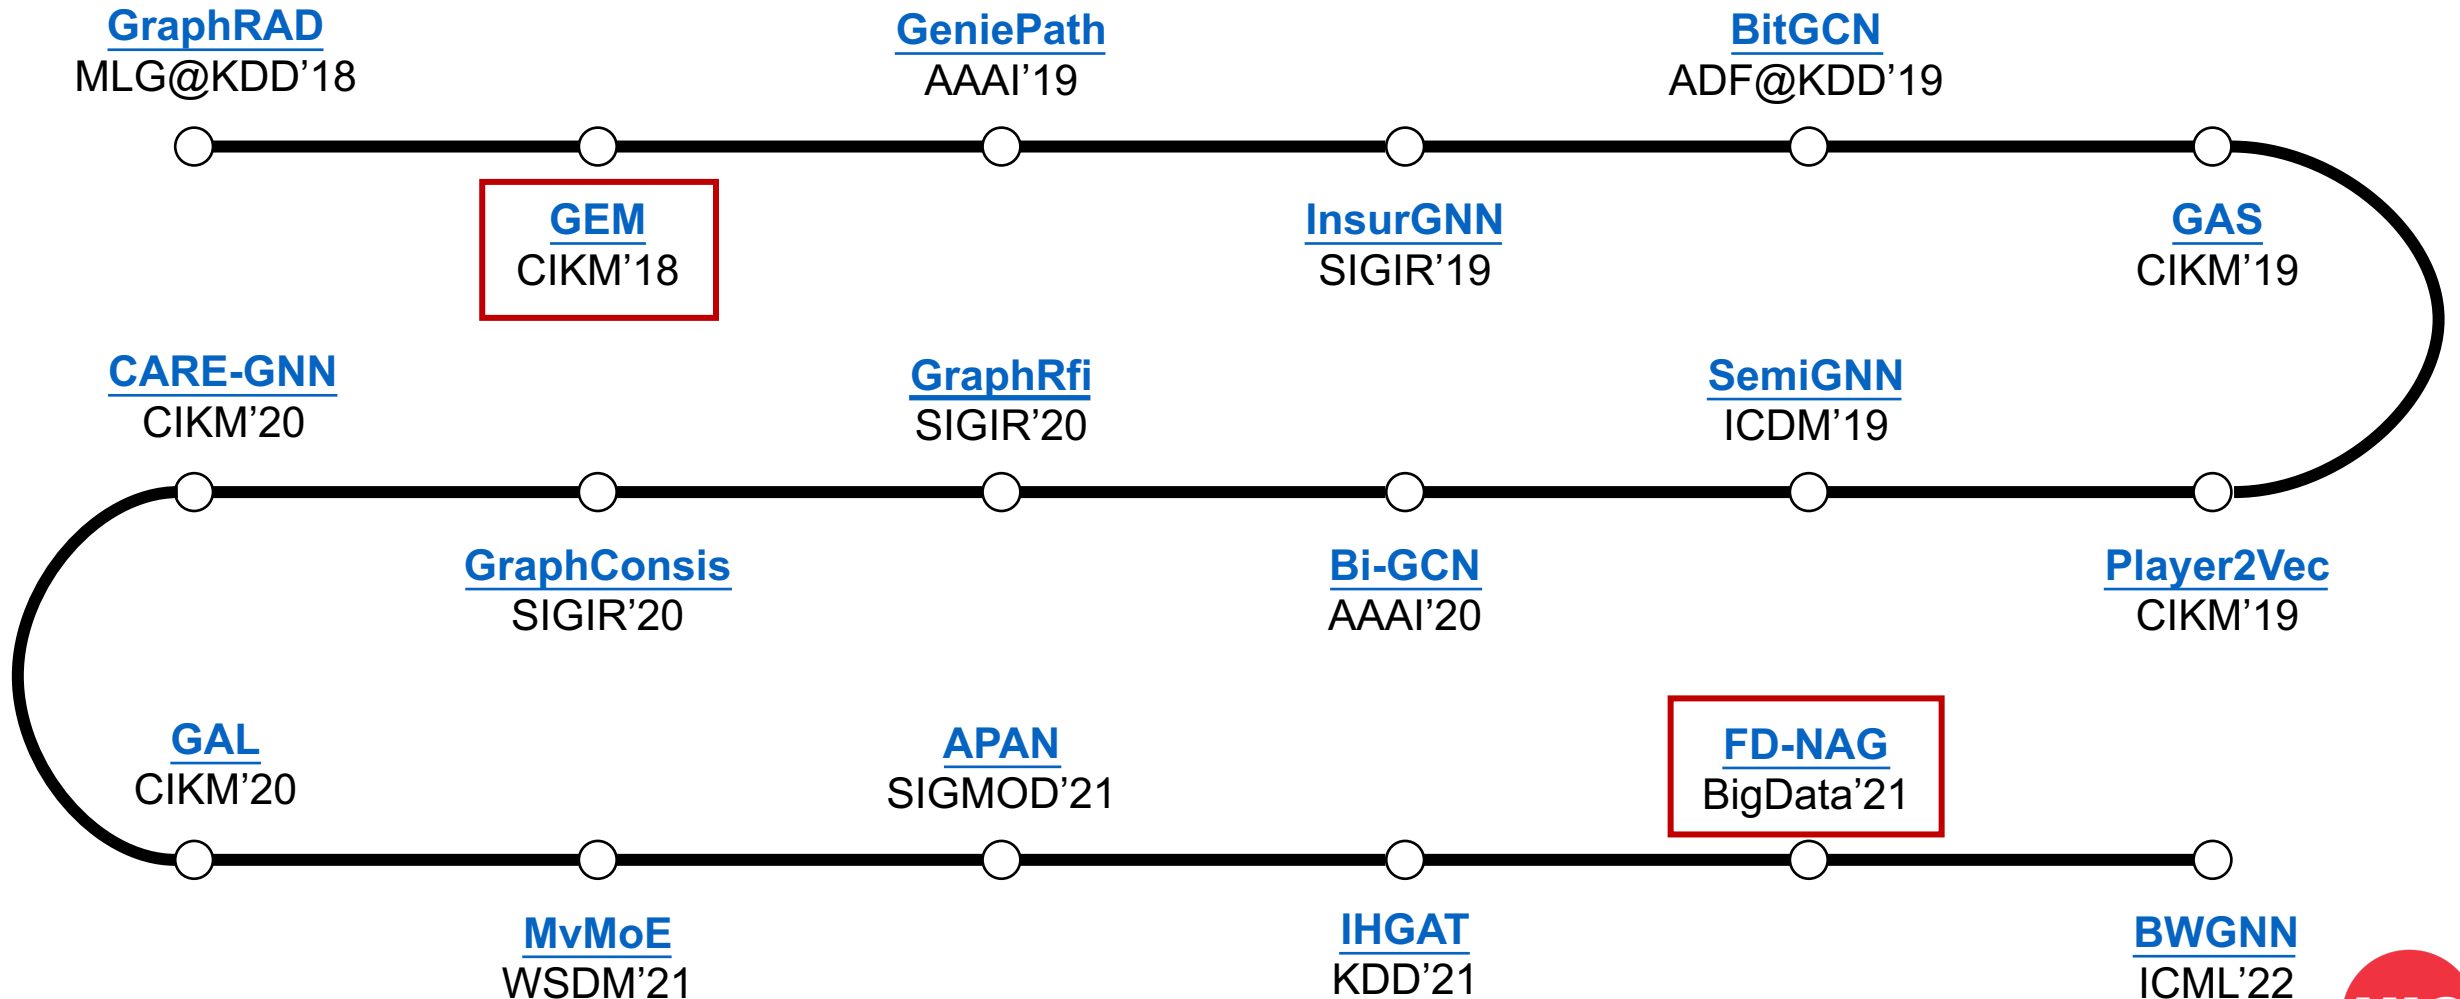 GraphRAD
MLG@KDD’18
GeniePath
AAAI’19
BitGCN
ADF@KDD’19
GEM
CIKM’18
InsurGNN
SIGIR’19
GAS
CIKM’19
CARE-GNN
CIKM’20
GraphRfi
SIGIR’20
SemiGNN
ICDM’19
GraphConsis
SIGIR’20
Bi-GCN
AAAI’20
Player2Vec
CIKM’19
GAL
CIKM’20
APAN
SIGMOD’21
FD-NAG
BigData’21
MvMoE
WSDM’21
IHGAT
KDD’21
BWGNN
ICML’22